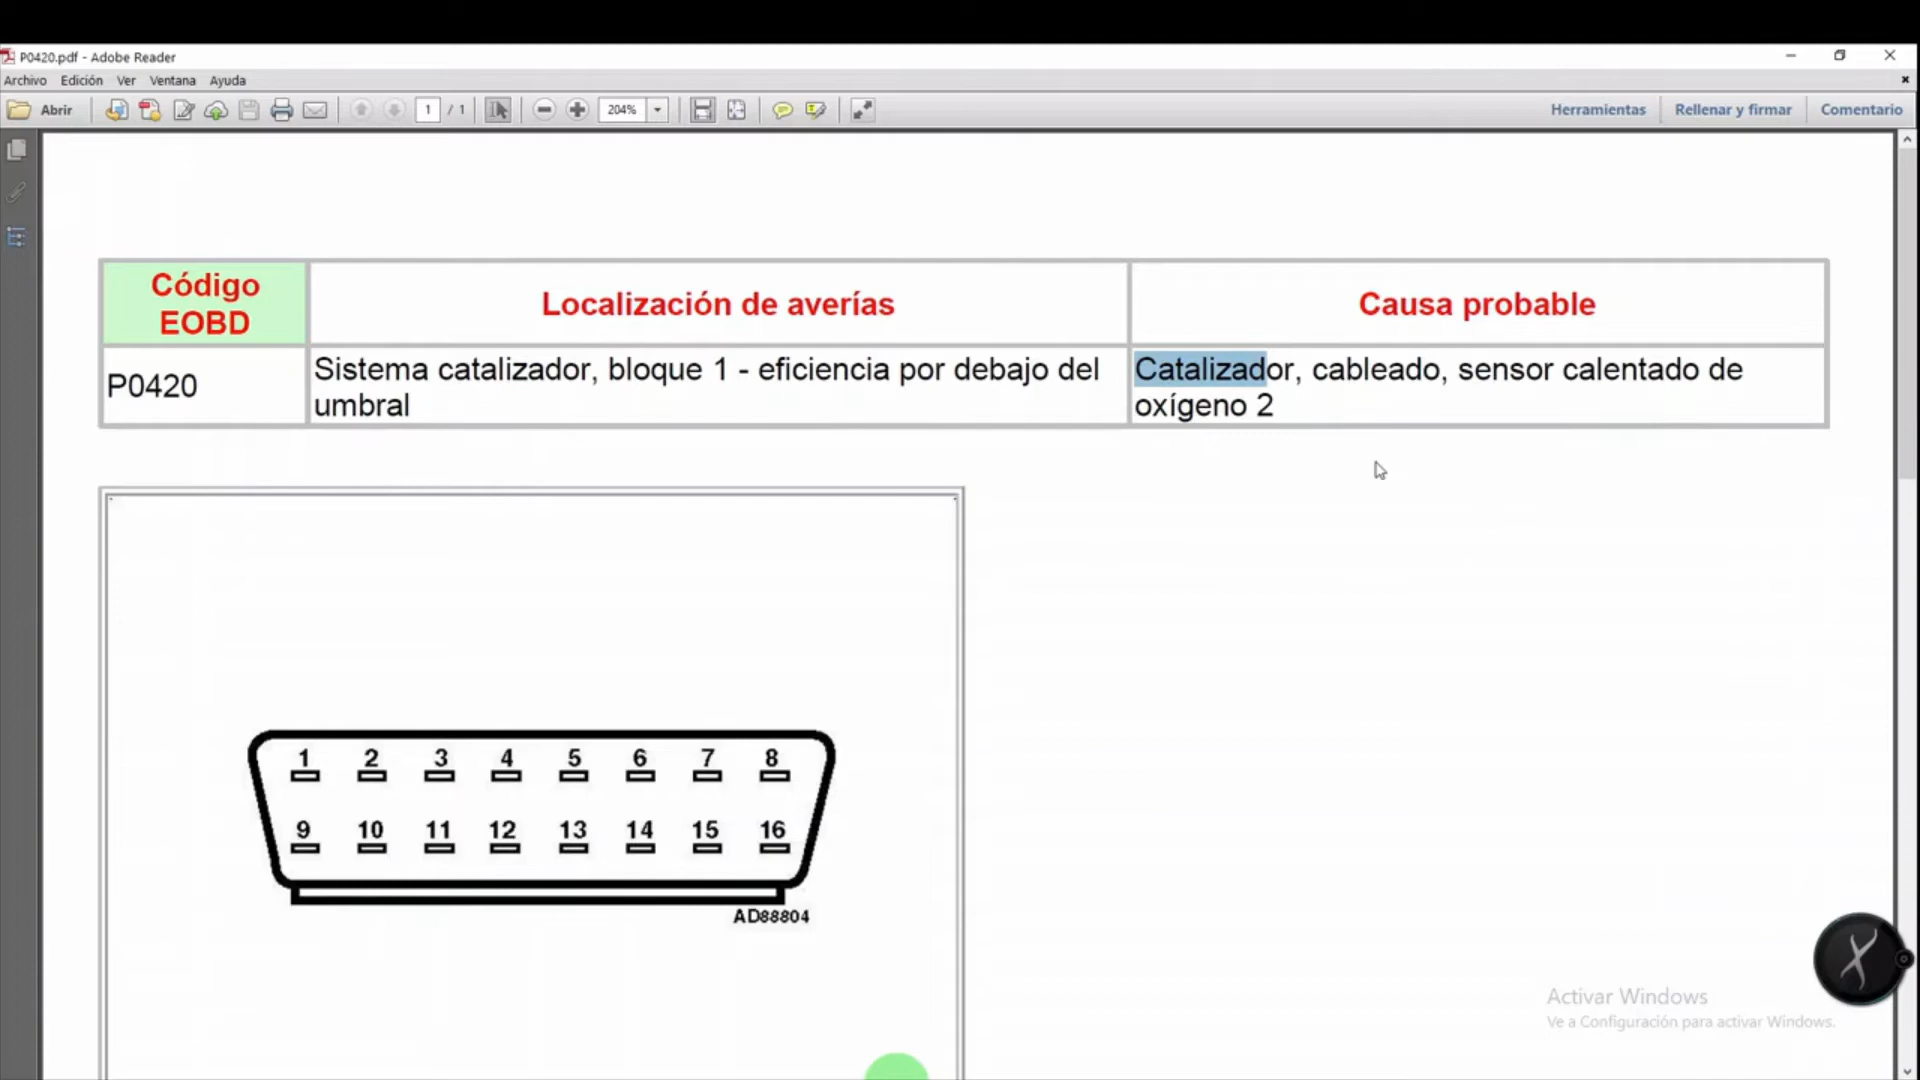 P0420.pdf - Adobe Reader
Archivo Edición Ver Ventana Ayuda
Abrir 1 / 1 204% Herramientas Rellenar y firmar Comentario
Código EOBD
Localización de averías
Causa probable
P0420
Sistema catalizador, bloque 1 - eficiencia por debajo del
umbral
Catalizador, cableado, sensor calentado de
oxígeno 2
1 2 3 4 5 6 7 8
9 10 11 12 13 14 15 16
AD88804
Activar Windows
Ve a Configuración para activar Windows.